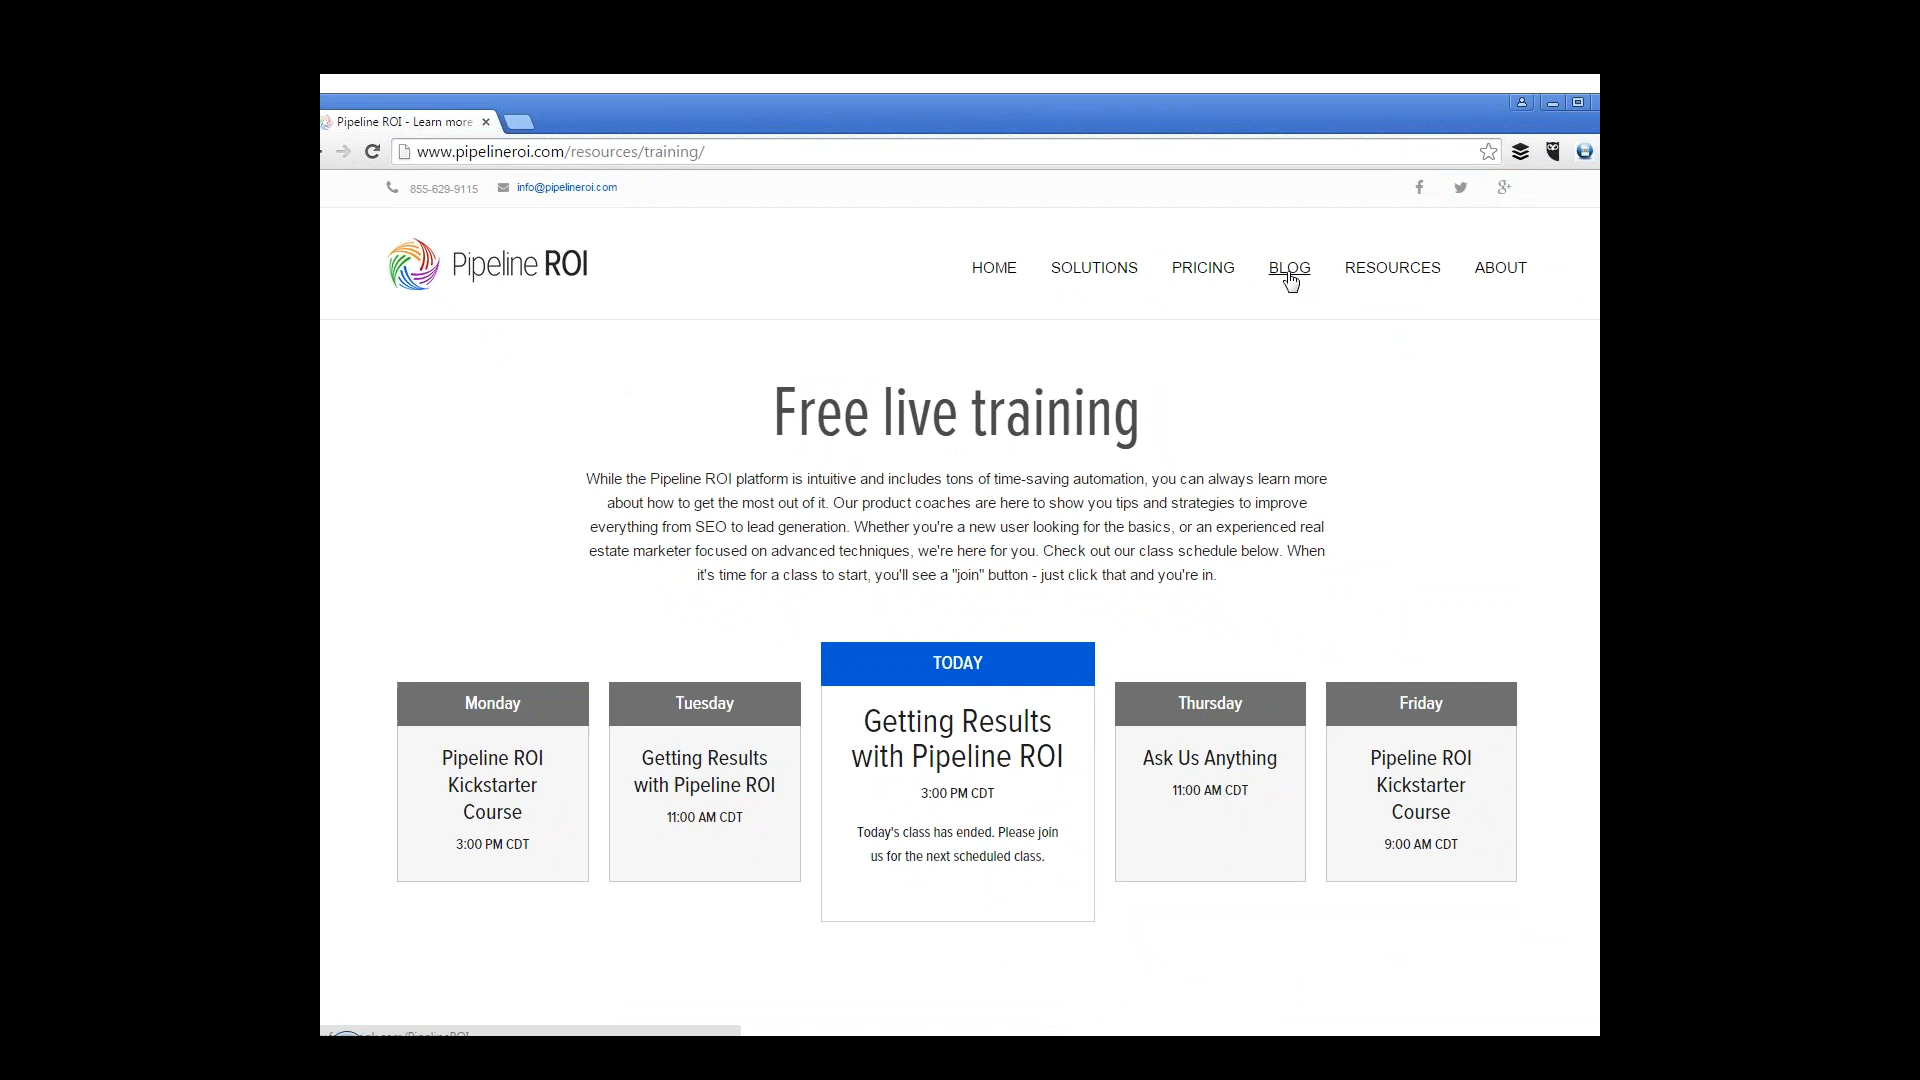 Pipeline ROI - Learn more
www.pipelineroi.com/resources/training/
855-629-9115 info@pipelineroi.com
Pipeline ROI
HOME SOLUTIONS PRICING BLOG RESOURCES ABOUT
Free live training
While the Pipeline ROI platform is intuitive and includes tons of time-saving automation, you can always learn more
about how to get the most out of it. Our product coaches are here to show you tips and strategies to improve
everything from SEO to lead generation. Whether you're a new user looking for the basics, or an experienced real
estate marketer focused on advanced techniques, we're here for you. Check out our class schedule below. When
it's time for a class to start, you'll see a "join" button - just click that and you're in.
Monday
Pipeline ROI
Kickstarter
Course
3:00 PM CDT
Tuesday
Getting Results
with Pipeline ROI
11:00 AM CDT
TODAY
Getting Results
with Pipeline ROI
3:00 PM CDT
Today's class has ended. Please join
us for the next scheduled class.
Thursday
Ask Us Anything
11:00 AM CDT
Friday
Pipeline ROI
Kickstarter
Course
9:00 AM CDT